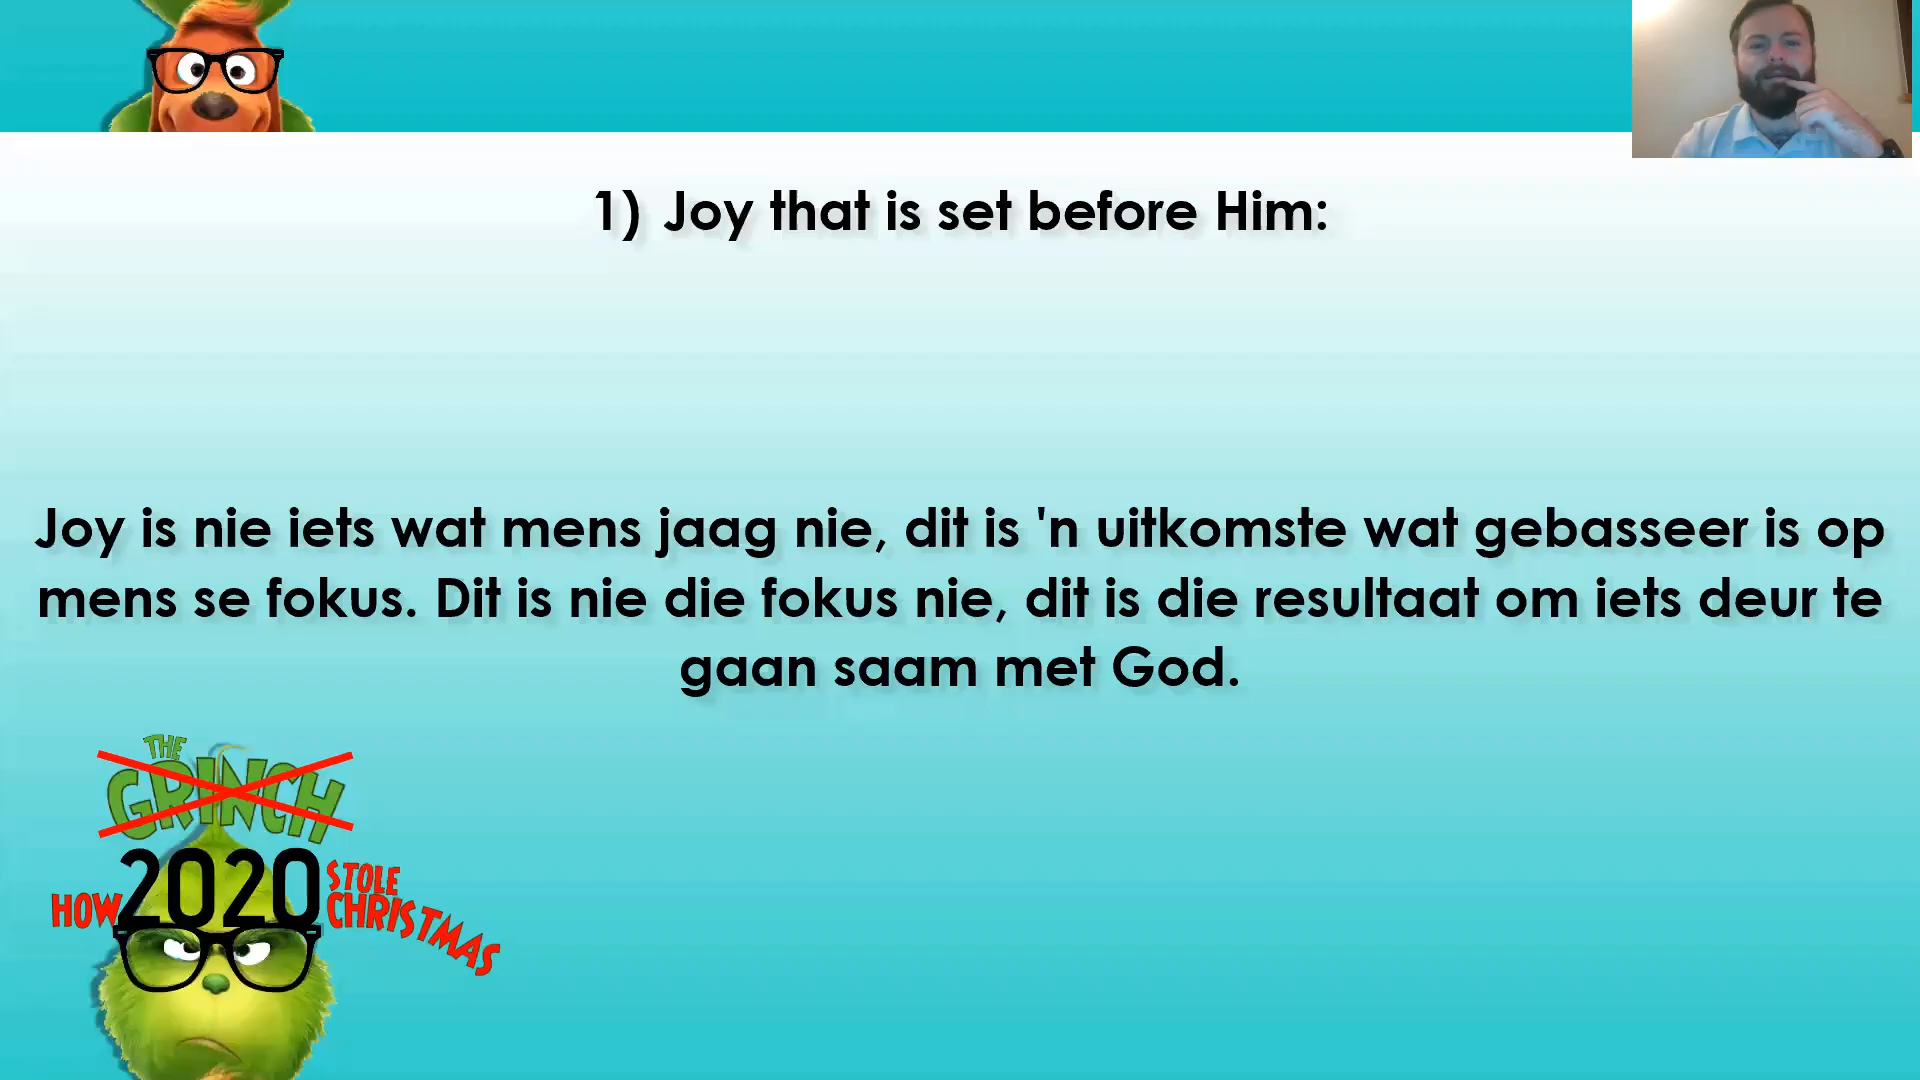 1) Joy that is set before Him:
Joy is nie iets wat mens jaag nie, dit is 'n uitkomste wat gebasseer is op
mens se fokus. Dit is nie die fokus nie, dit is die resultaat om iets deur te
gaan saam met God.
THE
GRINCH
HOW 2020 STOLE
CHRISTMAS